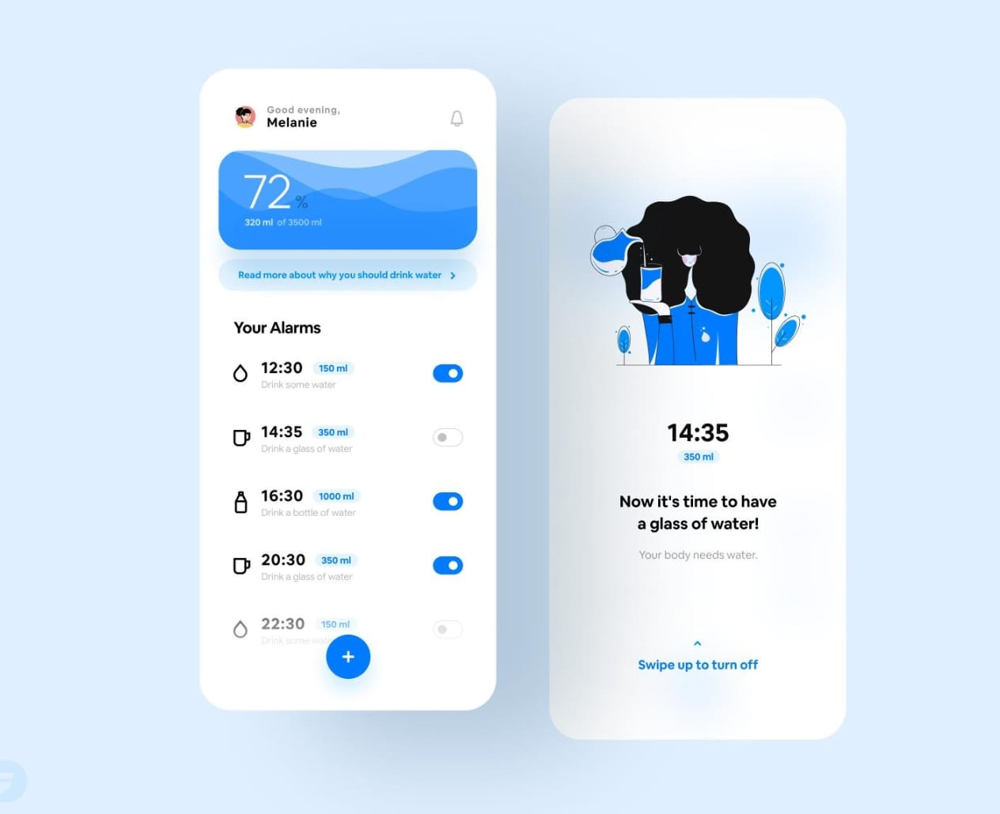 Good evening,
Melanie
72%
320 ml of 3500 ml
Read more about why you should drink water
Your Alarms
12:30 150 ml
Drink some water
14:35 350 ml
Drink a glass of water
16:30 1000 ml
Drink a bottle of water
20:30 350 ml
Drink a glass of water
22:30 150 ml
Drink some water
+
14:35
350 ml
Now it's time to have
a glass of water!
Your body needs water.
Swipe up to turn off